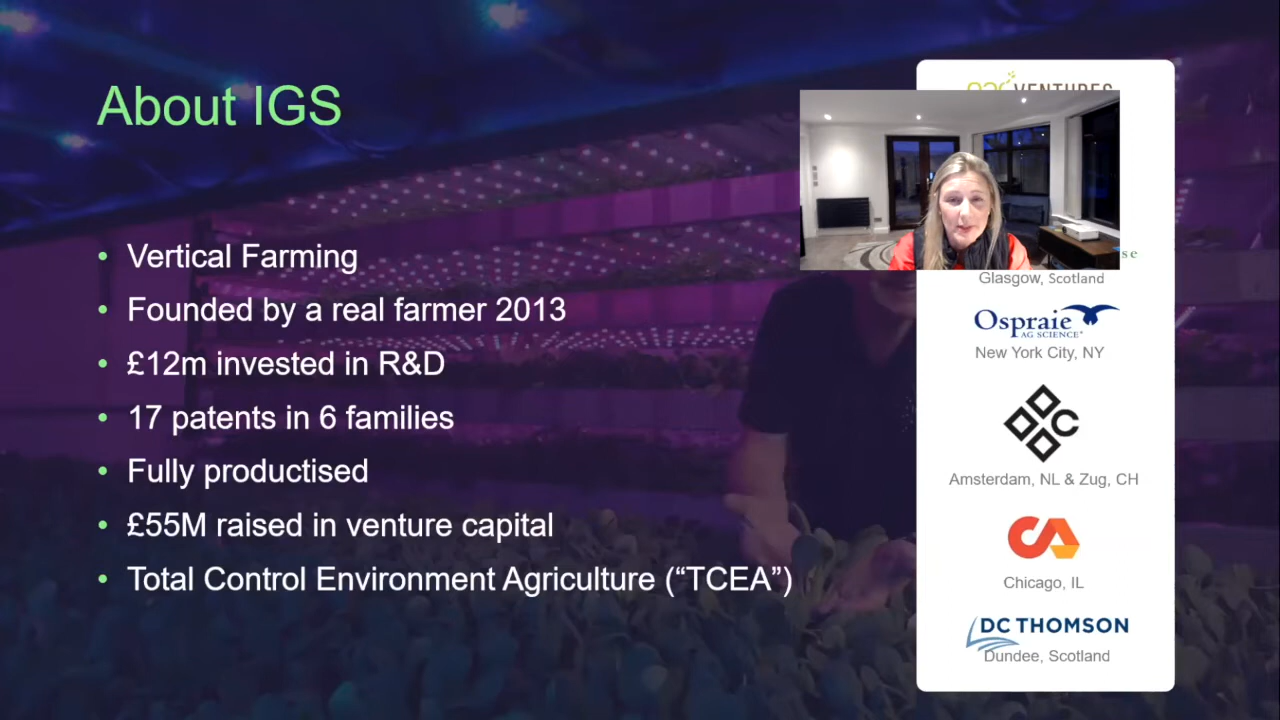 About IGS
• Vertical Farming
• Founded by a real farmer 2013
• £12m invested in R&D
• 17 patents in 6 families
• Fully productised
• £55M raised in venture capital
• Total Control Environment Agriculture (“TCEA”)
VENTURES
Glasgow, Scotland
Ospraie
AG SCIENCE
New York City, NY
Amsterdam, NL & Zug, CH
CA
Chicago, IL
DC THOMSON
Dundee, Scotland